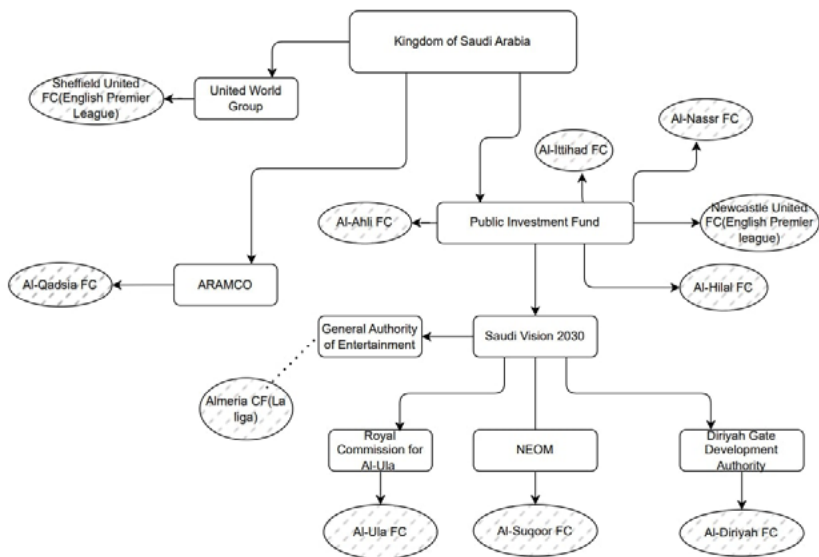 Kingdom of Saudi Arabia
Sheffield United
FC(English Premier
League)
United World
Group
Al-Nassr FC
Al-Ittihad FC
Al-Ahli FC
Public Investment Fund
Newcastle United
FC(English Premier
league)
Al-Qadsia FC
ARAMCO
Al-Hilal FC
General Authority
of Entertainment
Saudi Vision 2030
Almeria CF(La
liga)
Royal
Commission for
Al-Ula
NEOM
Diriyah Gate
Development
Authority
Al-Ula FC
Al-Suqoor FC
Al-Diriyah FC